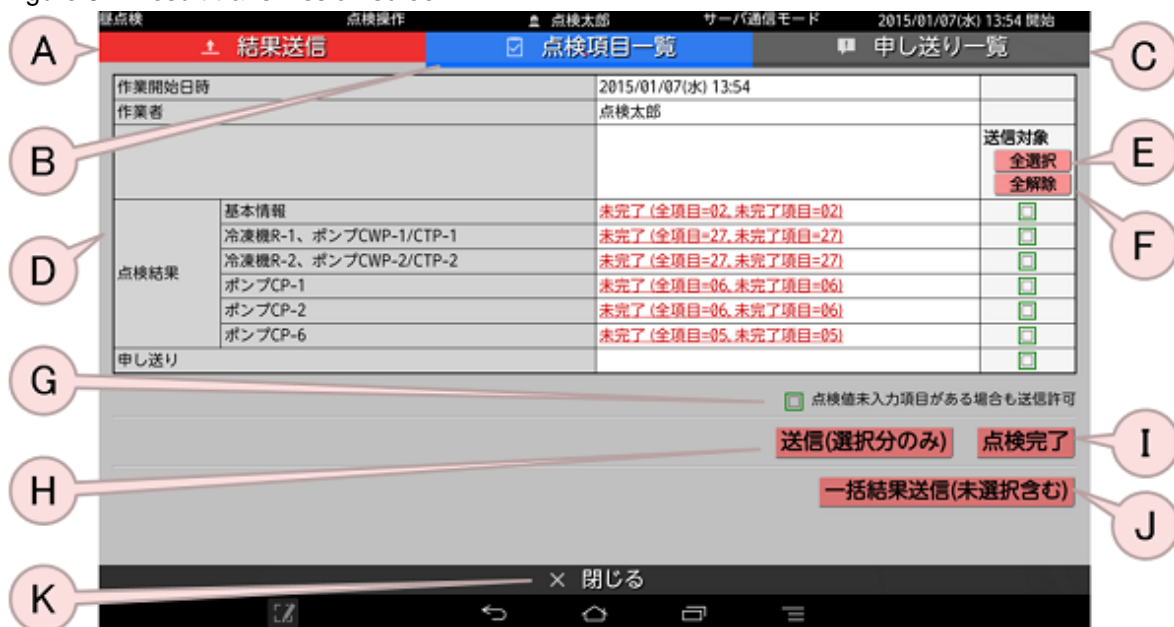 昼点検 点検操作 点検太郎 サーバ通信モード 2015/01/07(水) 13:54 開始
結果送信 点検項目一覧 申し送り一覧
A
C
作業開始日時 2015/01/07(水) 13:54
作業者 点検太郎
送信対象
B
E
全選択
全解除
F
基本情報 未完了 (全項目=02, 未完了項目=02)
冷凍機R-1、ポンプCWP-1/CTP-1 未完了 (全項目=27, 未完了項目=27)
冷凍機R-2、ポンプCWP-2/CTP-2 未完了 (全項目=27, 未完了項目=27)
D
点検結果
ポンプCP-1 未完了 (全項目=06, 未完了項目=06)
ポンプCP-2 未完了 (全項目=06, 未完了項目=06)
ポンプCP-6 未完了 (全項目=05, 未完了項目=05)
申し送り
G
点検値未入力項目がある場合も送信許可
送信(選択分のみ) 点検完了
I
H
一括結果送信(未選択含む)
J
× 閉じる
K